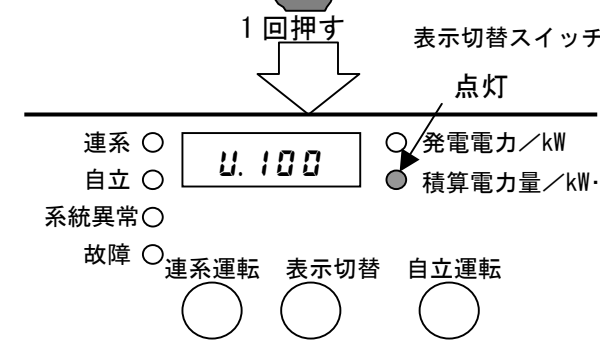 1回押す
表示切替スイッチ
点灯
連系
U.100
発電電力／kW
自立
積算電力量／kW･
系統異常
故障
連系運転 表示切替 自立運転